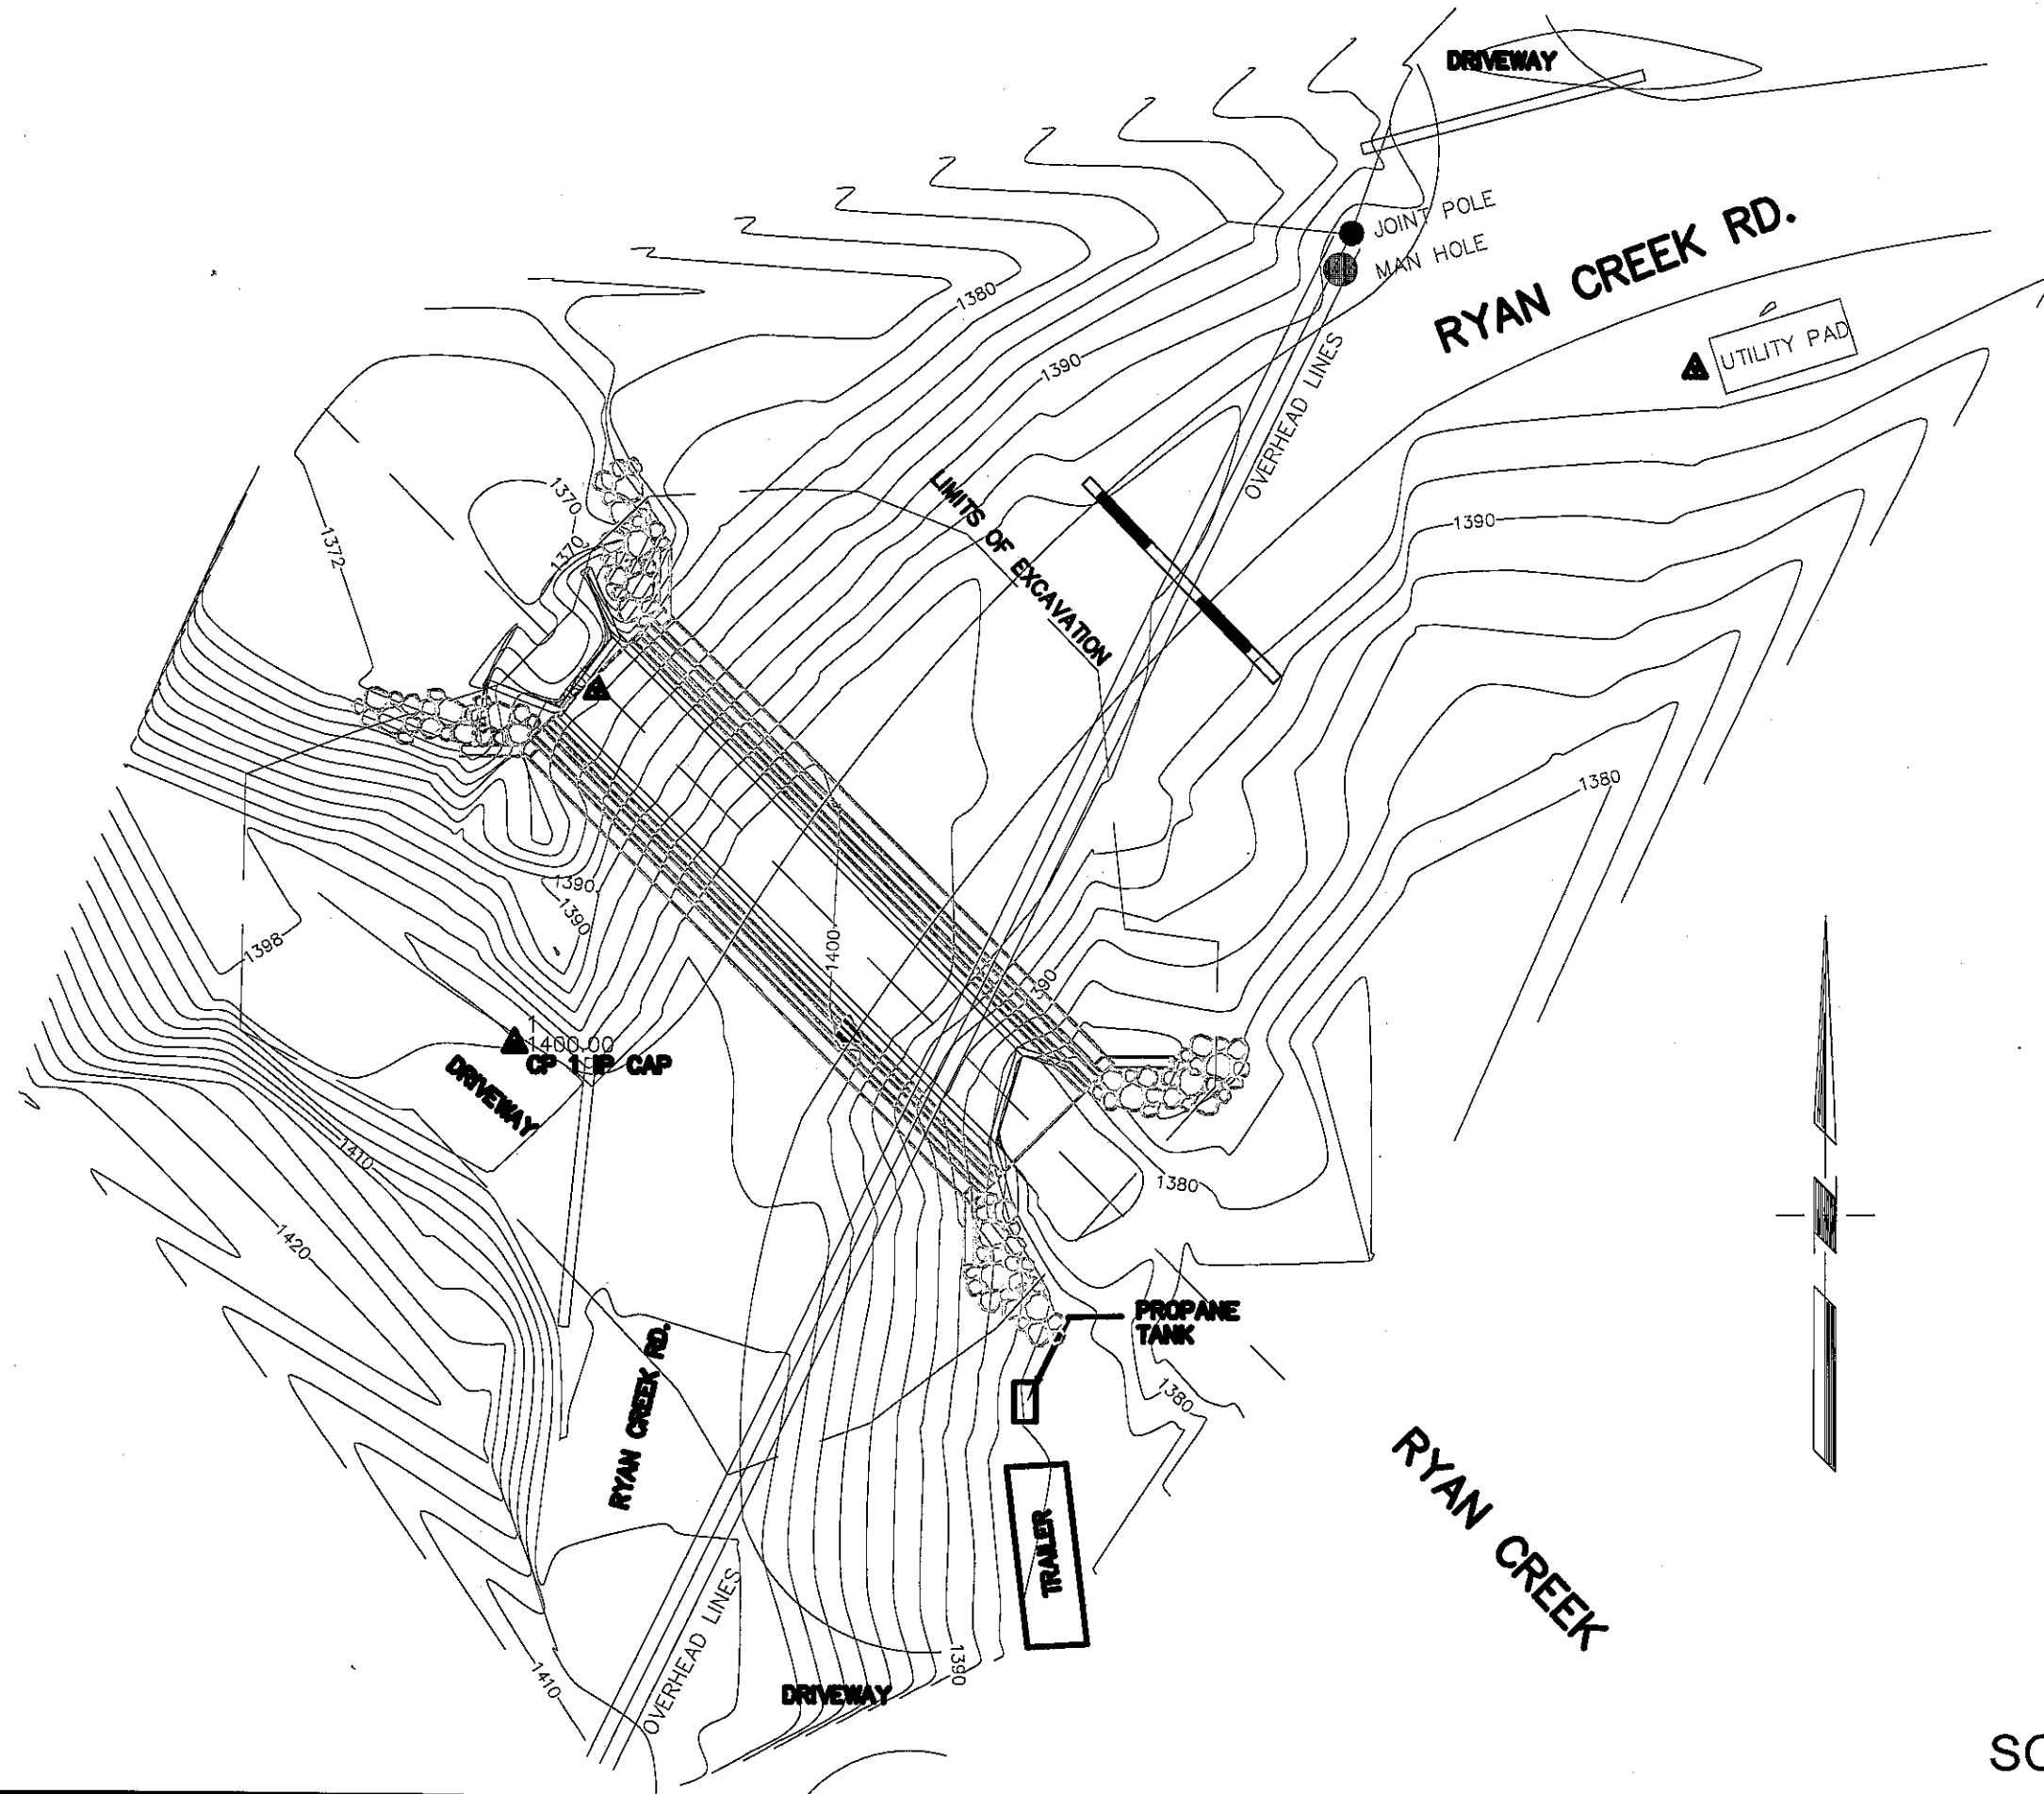 DRIVEWAY
JOINT POLE
MAN HOLE
RYAN CREEK RD.
UTILITY PAD
1380
1390
OVERHEAD LINES
LIMITS OF EXCAVATION
1370
1370
1372
1390
1380
1390
1390
1398
1400
1
1400.00
CP 1 IP CAP
DRIVEWAY
1410
1420
1380
PROPANE
TANK
1380
RYAN CREEK RD.
TRAILER
RYAN CREEK
OVERHEAD LINES
1410
1390
DRIVEWAY